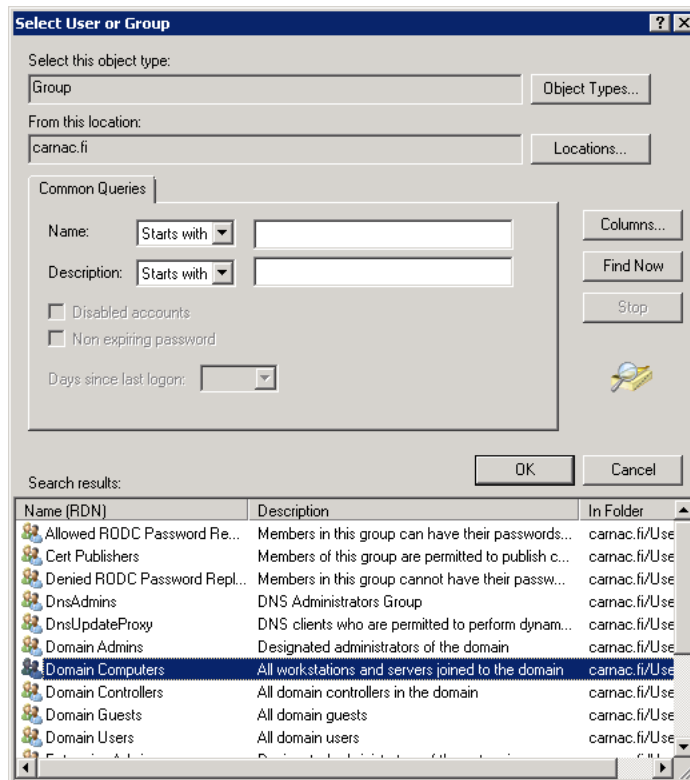 Select User or Group
Select this object type:
Group
Object Types...
From this location:
carnac.fi
Locations...
Common Queries
Name:
Starts with
Columns...
Description:
Starts with
Find Now
Disabled accounts
Stop
Non expiring password
Days since last logon:
OK
Cancel
Search results:
Name (RDN) Description In Folder
Allowed RODC Password Re... Members in this group can have their passwords... carnac.fi/Use
Cert Publishers Members of this group are permitted to publish c... carnac.fi/Use
Denied RODC Password Repl... Members in this group cannot have their passw... carnac.fi/Use
DnsAdmins DNS Administrators Group carnac.fi/Use
DnsUpdateProxy DNS clients who are permitted to perform dynam... carnac.fi/Use
Domain Admins Designated administrators of the domain carnac.fi/Use
Domain Computers All workstations and servers joined to the domain carnac.fi/Use
Domain Controllers All domain controllers in the domain carnac.fi/Use
Domain Guests All domain guests carnac.fi/Use
Domain Users All domain users carnac.fi/Use